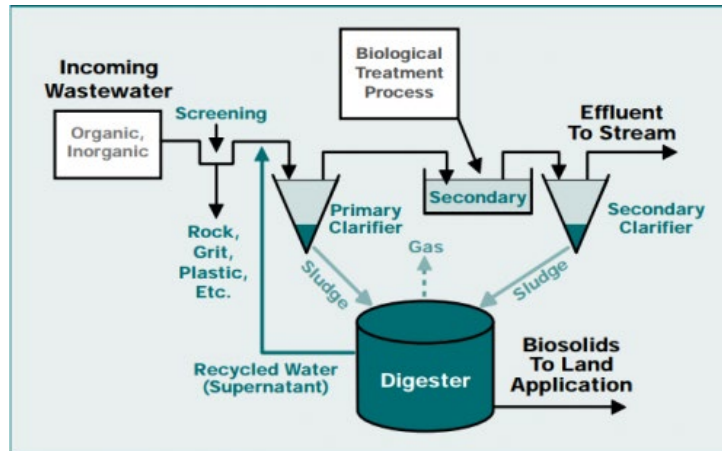 Incoming
Wastewater
Organic,
Inorganic
Screening
Rock,
Grit,
Plastic,
Etc.
Primary
Clarifier
Biological
Treatment
Process
Secondary
Effluent
To Stream
Secondary
Clarifier
Sludge
Gas
Sludge
Recycled Water
(Supernatant)
Digester
Biosolids
To Land
Application